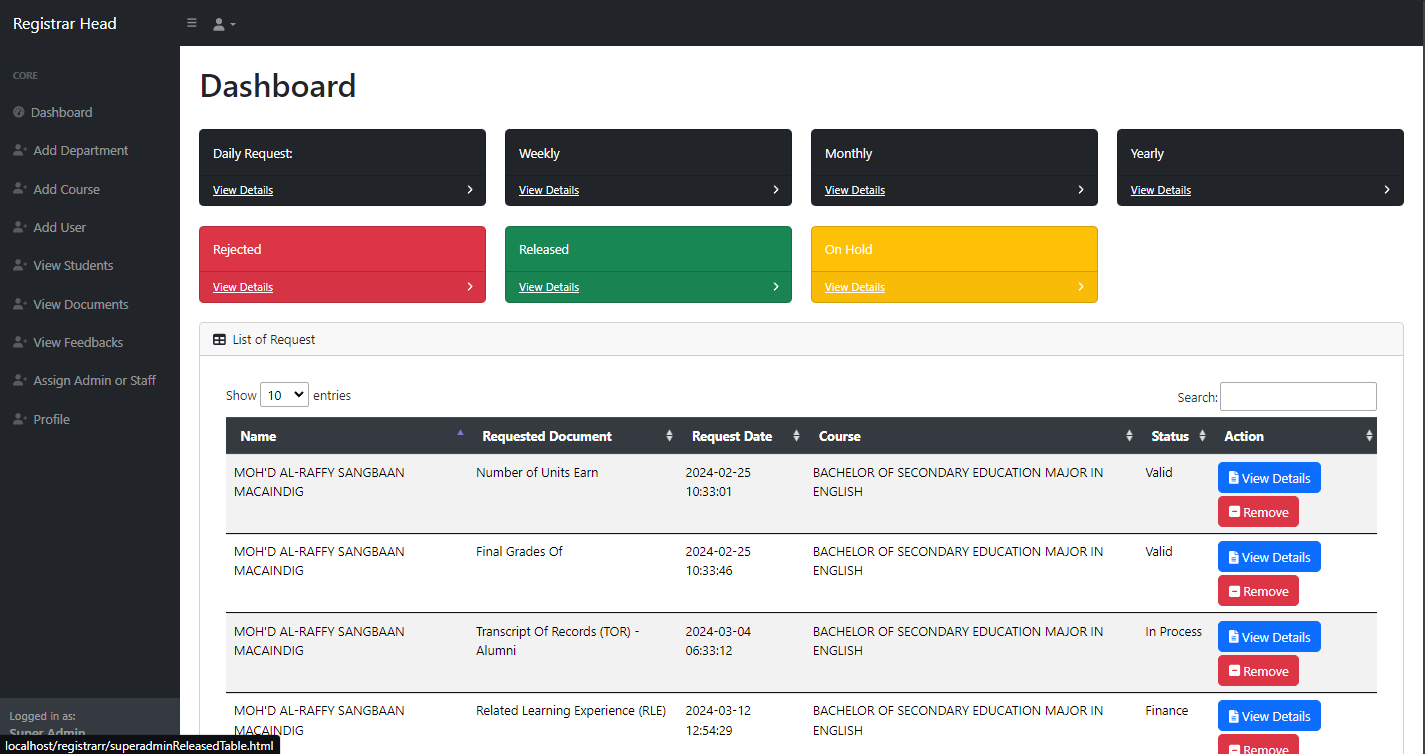 Registrar Head
CORE
Dashboard
Add Department
Add Course
Add User
View Students
View Documents
View Feedbacks
Assign Admin or Staff
Profile
Logged in as:
Super Admin
localhost/registrarr/superadminReleasedTable.html
Dashboard
Daily Request:
View Details
Weekly
View Details
Monthly
View Details
Yearly
View Details
Rejected
View Details
Released
View Details
On Hold
View Details
List of Request
Show 10 entries
Search:
Name Requested Document Request Date Course Status Action
MOH'D AL-RAFFY SANGBAAN Number of Units Earn 2024-02-25 BACHELOR OF SECONDARY EDUCATION MAJOR IN Valid View Details
MACAINDIG 10:33:01 ENGLISH
Remove
MOH'D AL-RAFFY SANGBAAN Final Grades Of 2024-02-25 BACHELOR OF SECONDARY EDUCATION MAJOR IN Valid View Details
MACAINDIG 10:33:46 ENGLISH
Remove
MOH'D AL-RAFFY SANGBAAN Transcript Of Records (TOR) - 2024-03-04 BACHELOR OF SECONDARY EDUCATION MAJOR IN In Process View Details
MACAINDIG Alumni 06:33:12 ENGLISH
Remove
MOH'D AL-RAFFY SANGBAAN Related Learning Experience (RLE) 2024-03-12 BACHELOR OF SECONDARY EDUCATION MAJOR IN Finance View Details
MACAINDIG 12:54:29 ENGLISH
Remove